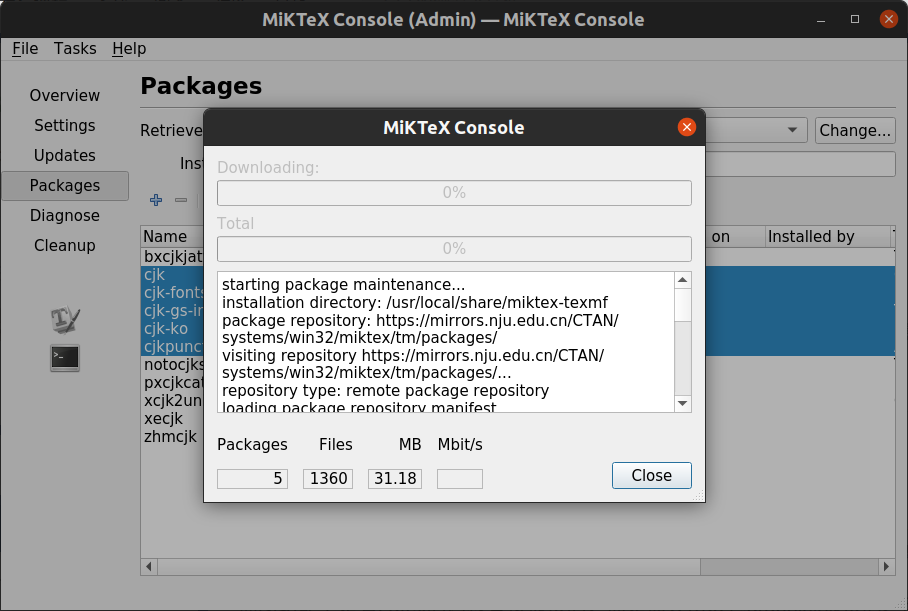 MiKTeX Console (Admin) — MiKTeX Console
File Tasks Help
Packages
Overview
Settings
Updates
Packages
Diagnose
Cleanup
Retrieve
Change...
Name
on
Installed by
bxcjkjat
cjk
cjk-fonts
cjk-gs-in
cjk-ko
cjkpunct
notocjks
pxcjkcat
xcjk2uni
xecjk
zhmcjk
MiKTeX Console
Downloading:
0%
Total
0%
starting package maintenance...
installation directory: /usr/local/share/miktex-texmf
package repository: https://mirrors.nju.edu.cn/CTAN/
systems/win32/miktex/tm/packages/
visiting repository https://mirrors.nju.edu.cn/CTAN/
systems/win32/miktex/tm/packages/...
repository type: remote package repository
loading package repository manifest
Packages Files MB Mbit/s
5 1360 31.18
Close